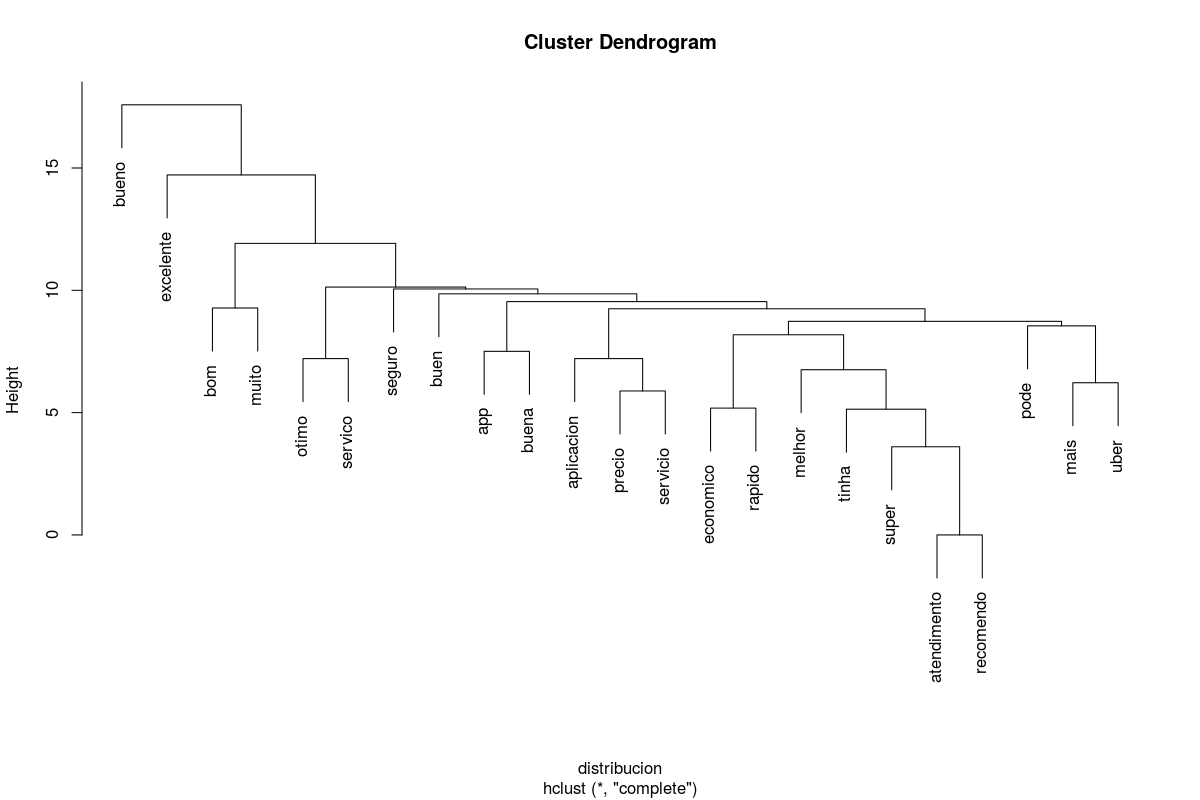 Cluster Dendrogram
Height
15
10
5
0
bueno
excelente
bom
muito
otimo
servico
seguro
buen
app
buena
aplicacion
precio
servicio
economico
rapido
melhor
tinha
super
atendimento
recomendo
pode
mais
uber
distribucion
hclust (*, "complete")